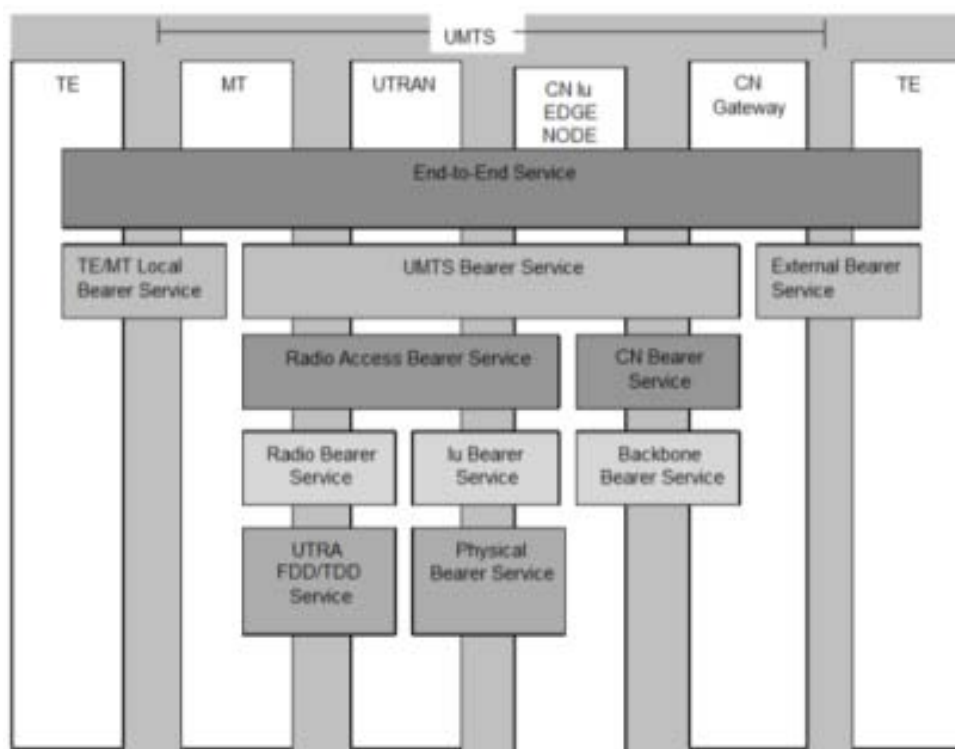 UMTS
TE
MT
UTRAN
CN Iu
EDGE
NODE
CN
Gateway
TE
End-to-End Service
TE/MT Local
Bearer Service
UMTS Bearer Service
External Bearer
Service
Radio Access Bearer Service
CN Bearer
Service
Radio Bearer
Service
Iu Bearer
Service
Backbone
Bearer Service
UTRA
FDD/TDD
Service
Physical
Bearer Service